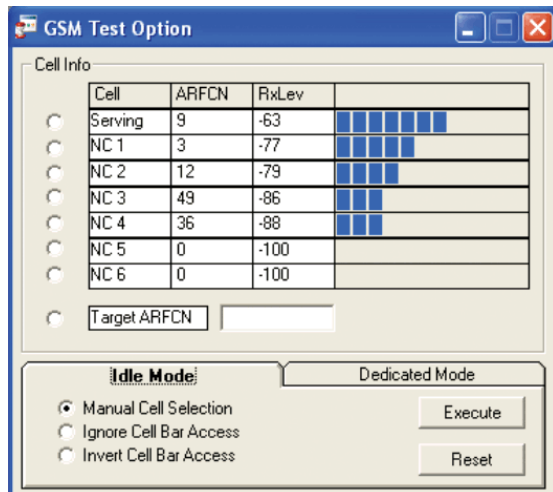 GSM Test Option
Cell Info
Cell ARFCN RxLev
Serving 9 -63
NC 1 3 -77
NC 2 12 -79
NC 3 49 -86
NC 4 36 -88
NC 5 0 -100
NC 6 0 -100
Target ARFCN
Idle Mode Dedicated Mode
Manual Cell Selection Execute
Ignore Cell Bar Access
Invert Cell Bar Access Reset